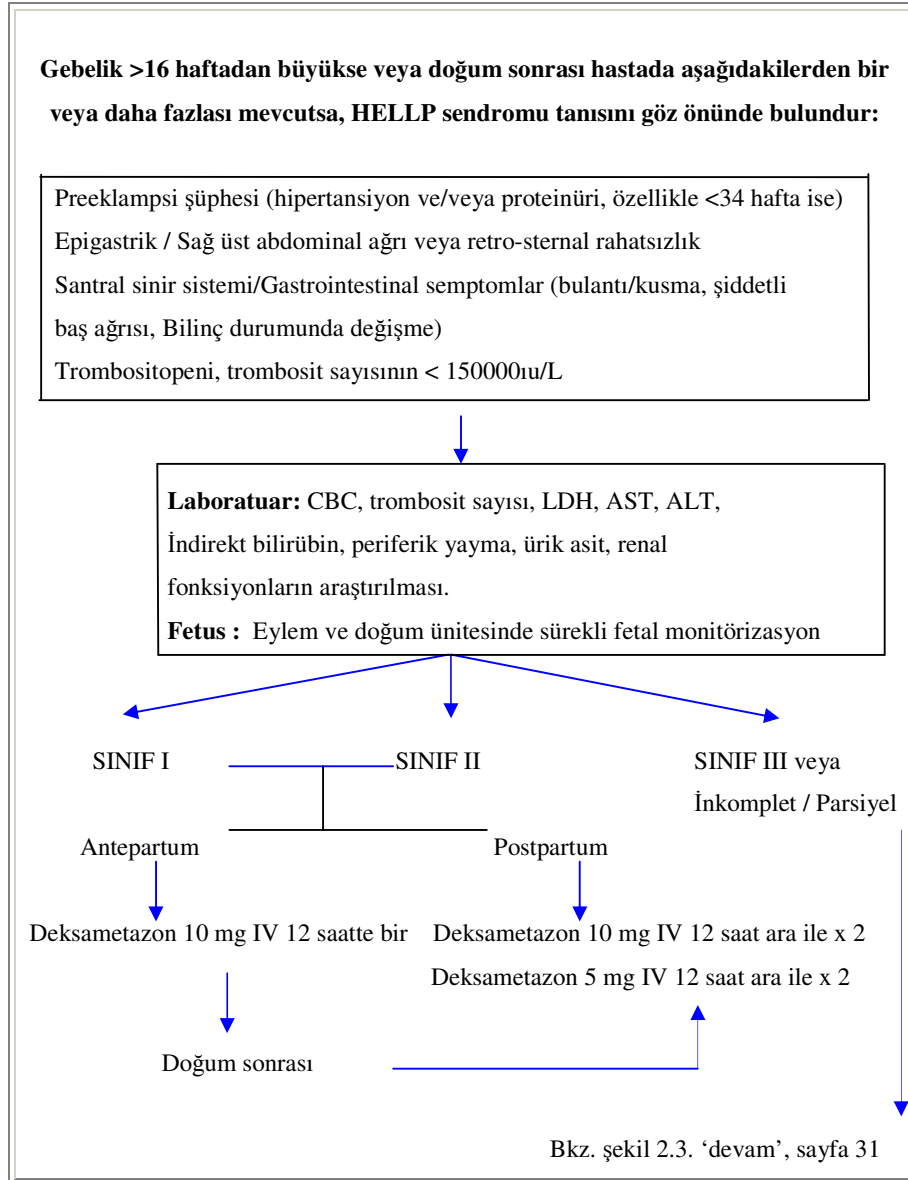 Gebelik >16 haftadan büyükse veya doğum sonrası hastada aşağıdakilerden bir
veya daha fazlası mevcutsa, HELLP sendromu tanısını göz önünde bulundur:
Preeklampsi şüphesi (hipertansiyon ve/veya proteinüri, özellikle <34 hafta ise)
Epigastrik / Sağ üst abdominal ağrı veya retro-sternal rahatsızlık
Santral sinir sistemi/Gastrointestinal semptomlar (bulantı/kusma, şiddetli
baş ağrısı, Bilinç durumunda değişme)
Trombositopeni, trombosit sayısının < 150000ıu/L
Laboratuar: CBC, trombosit sayısı, LDH, AST, ALT,
İndirekt bilirübin, periferik yayma, ürik asit, renal
fonksiyonların araştırılması.
Fetus : Eylem ve doğum ünitesinde sürekli fetal monitörizasyon
SINIF I SINIF II SINIF III veya
İnkomplet / Parsiyel
Antepartum Postpartum
Deksametazon 10 mg IV 12 saatte bir Deksametazon 10 mg IV 12 saat ara ile x 2
Deksametazon 5 mg IV 12 saat ara ile x 2
Doğum sonrası
Bkz. şekil 2.3. ‘devam’, sayfa 31